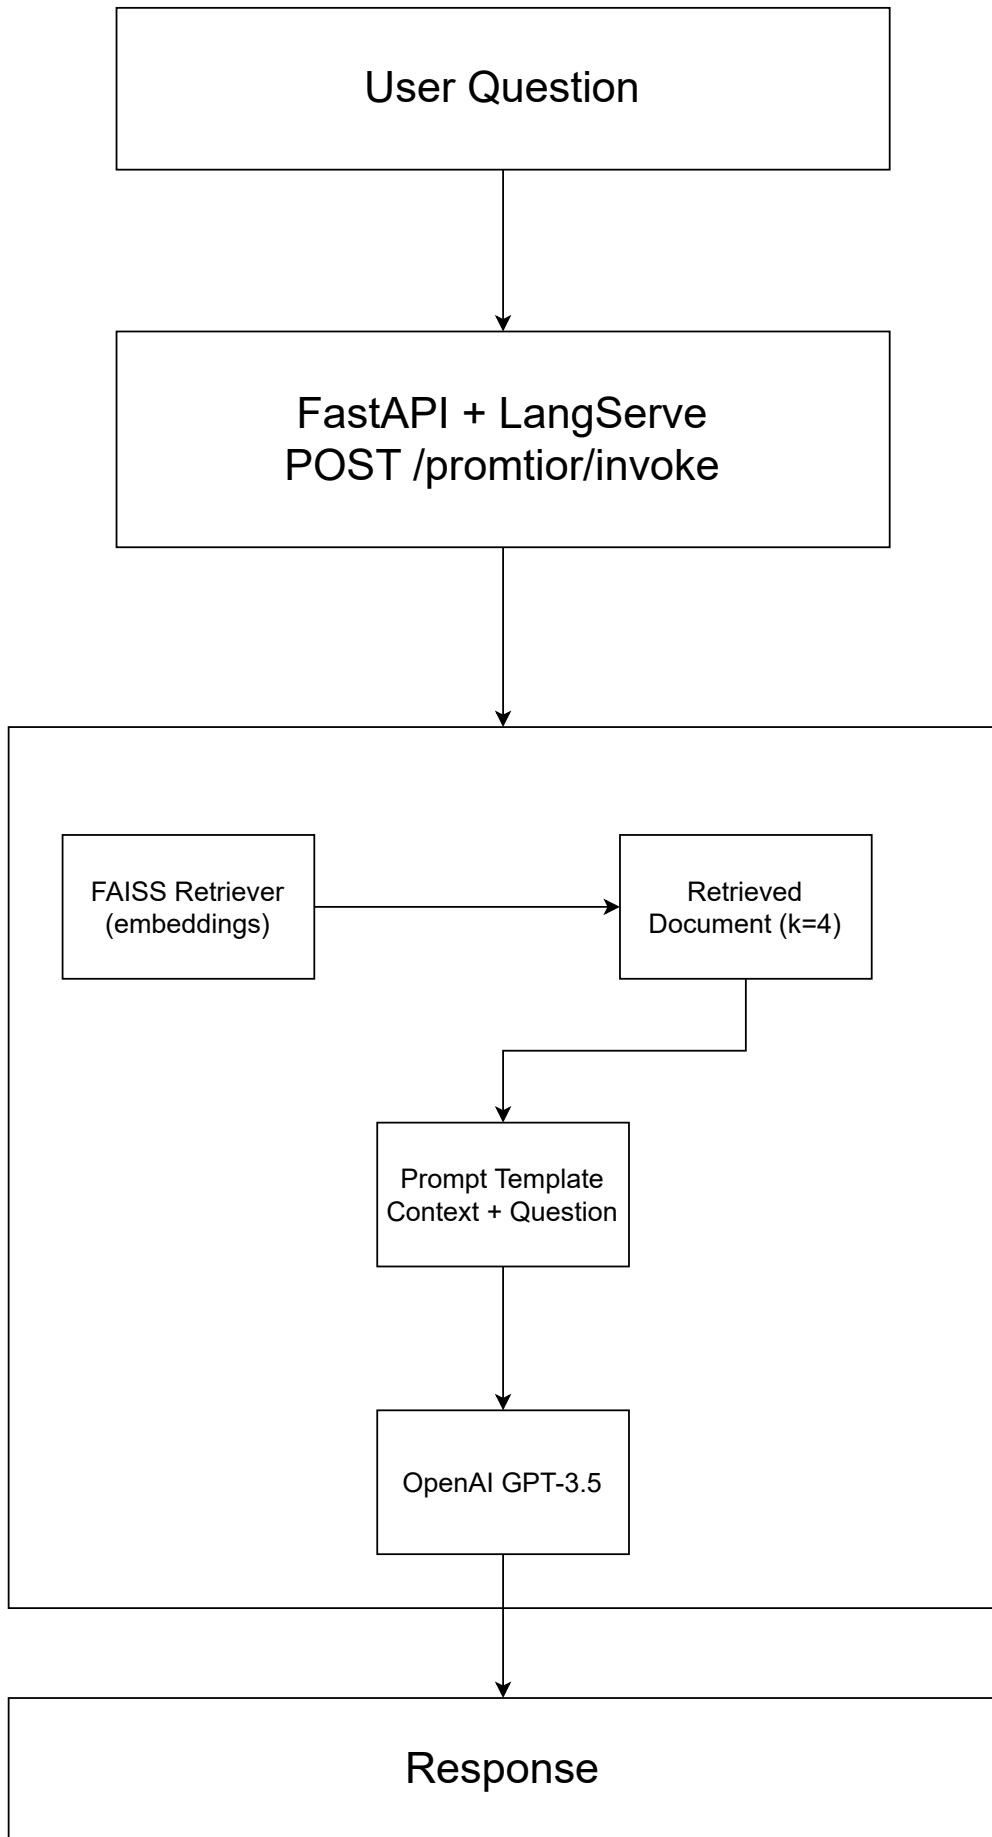 User Question
FastAPI + LangServe
POST /promtior/invoke
FAISS Retriever
(embeddings)
Retrieved
Document (k=4)
Prompt Template
Context + Question
OpenAI GPT-3.5
Response